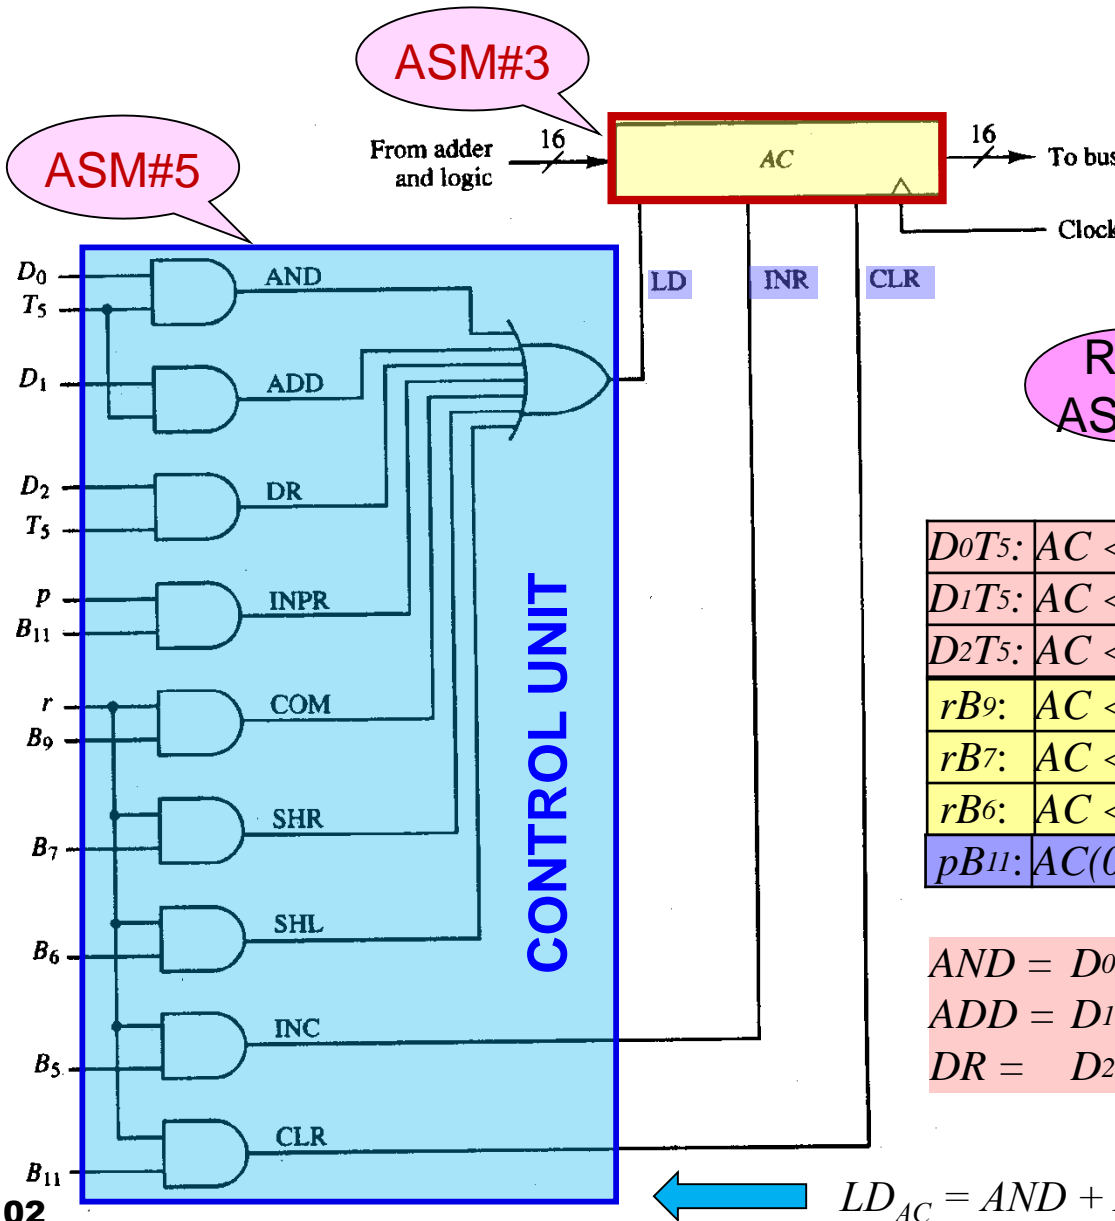 ASM#3
ASM#5
From adder
and logic
16
AC
16
To bus
Clock
LD
INR
CLR
D0
T5
AND
D1
ADD
D2
T5
DR
p
B11
INPR
r
B9
COM
B7
SHR
B6
SHL
B5
INC
B11
CLR
CONTROL UNIT
R
AS
D0T5: AC <
D1T5: AC <
D2T5: AC <
rB9: AC <
rB7: AC <
rB6: AC <
pB11: AC(0
AND = D0
ADD = D1
DR = D2
LDAC = AND +
02